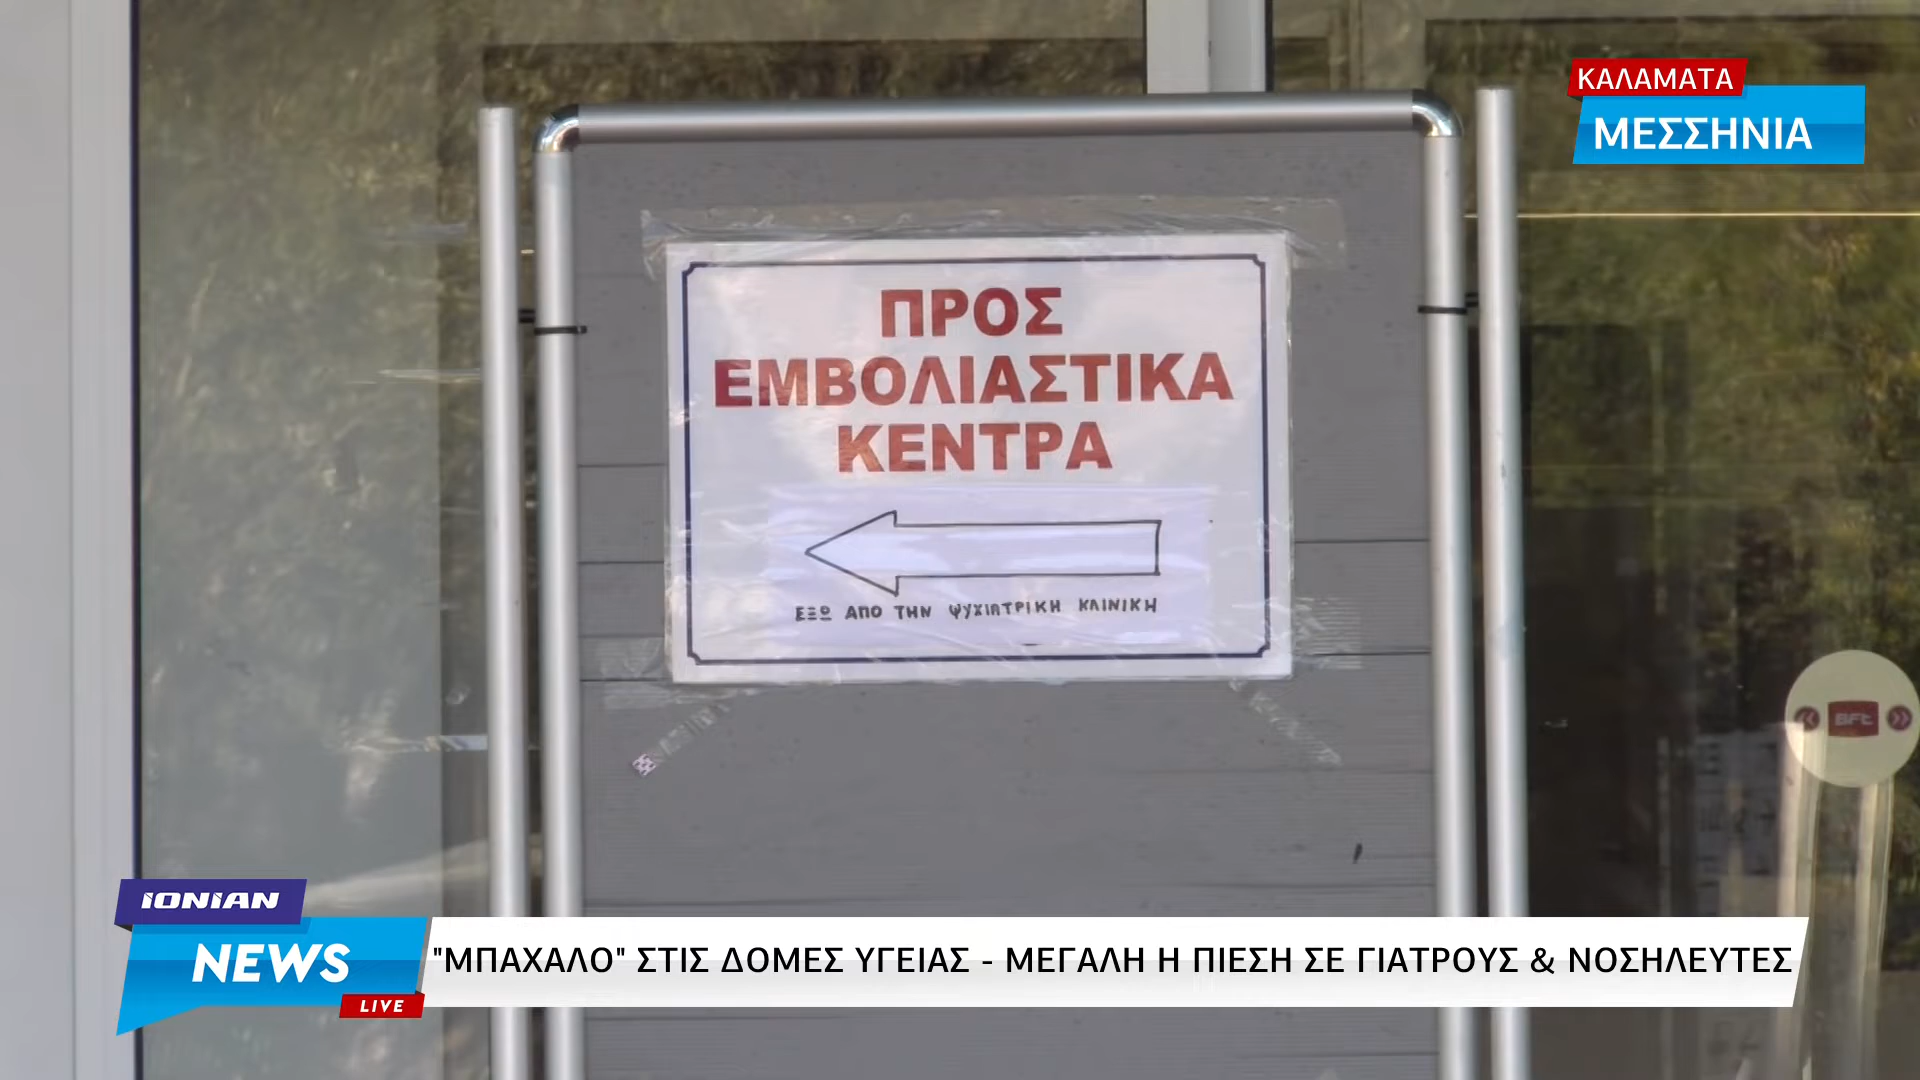 ΚΑΛΑΜΑΤΑ
ΜΕΣΣΗΝΙΑ
ΠΡΟΣ
ΕΜΒΟΛΙΑΣΤΙΚΑ
ΚΕΝΤΡΑ
ΕΞΩ ΑΠΟ ΤΗΝ ΨΥΧΙΑΤΡΙΚΗ ΚΛΙΝΙΚΗ
BFt
IONIAN
NEWS
LIVE
"ΜΠΑΧΑΛΟ" ΣΤΙΣ ΔΟΜΕΣ ΥΓΕΙΑΣ - ΜΕΓΑΛΗ Η ΠΙΕΣΗ ΣΕ ΓΙΑΤΡΟΥΣ & ΝΟΣΗΛΕΥΤΕΣ